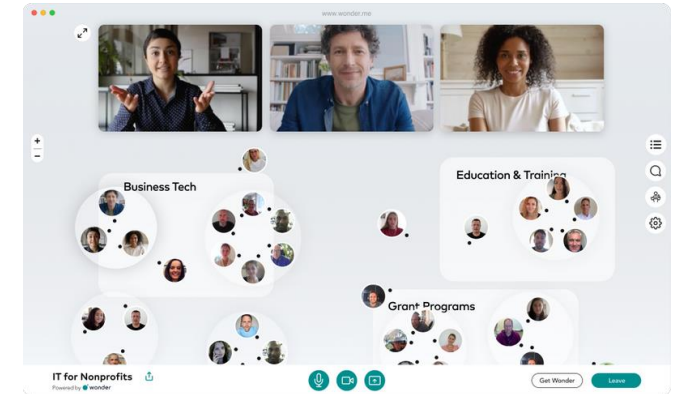 www.wonder.me
Business Tech
Education & Training
Grant Programs
IT for Nonprofits
Powered by wonder
Get Wonder
Leave